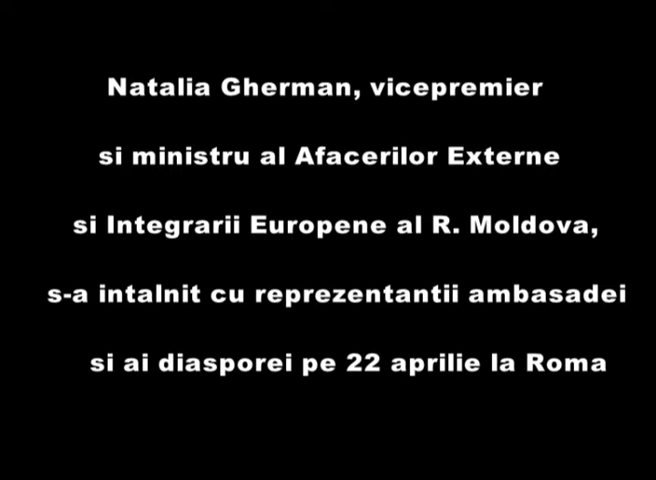 Natalia Gherman, vicepremier
si ministru al Afacerilor Externe
si Integrarii Europene al R. Moldova,
s-a intalnit cu reprezentantii ambasadei
si ai diasporei pe 22 aprilie la Roma